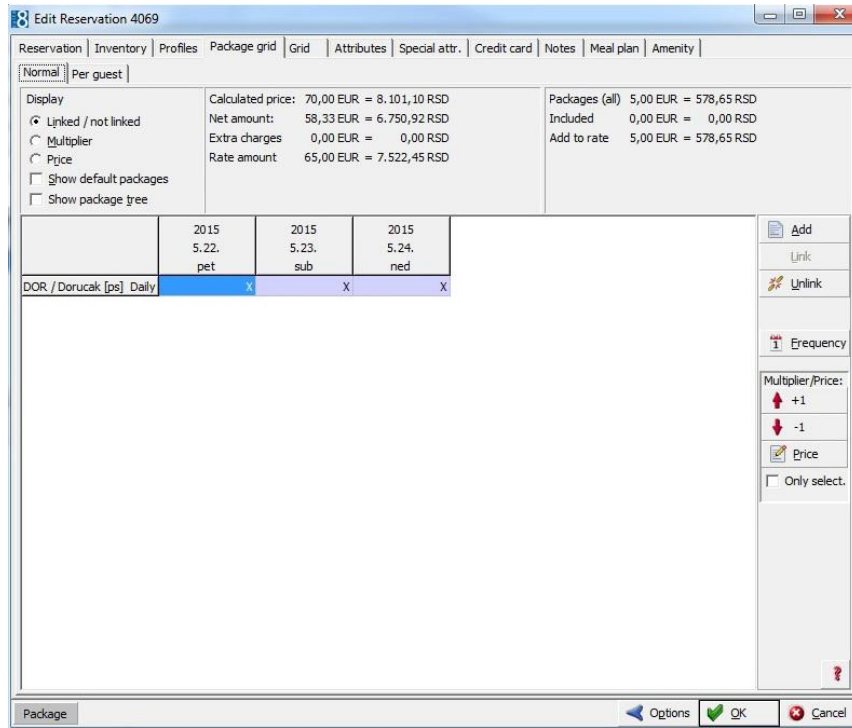 8 Edit Reservation 4069
Reservation Inventory Profiles Package grid Grid Attributes Special attr. Credit card Notes Meal plan Amenity
Normal Per guest
Display
Linked / not linked
Multiplier
Price
Show default packages
Show package tree
Calculated price: 70,00 EUR = 8.101,10 RSD
Net amount: 58,33 EUR = 6.750,92 RSD
Extra charges 0,00 EUR = 0,00 RSD
Rate amount 65,00 EUR = 7.522,45 RSD
Packages (all) 5,00 EUR = 578,65 RSD
Included 0,00 EUR = 0,00 RSD
Add to rate 5,00 EUR = 578,65 RSD
2015 2015 2015
5.22. 5.23. 5.24.
pet sub ned
DOR / Dorucak [ps] Daily X X X
Add
Link
Unlink
1 Frequency
Multiplier/Price:
+1
-1
Price
Only select.
?
Package Options OK Cancel